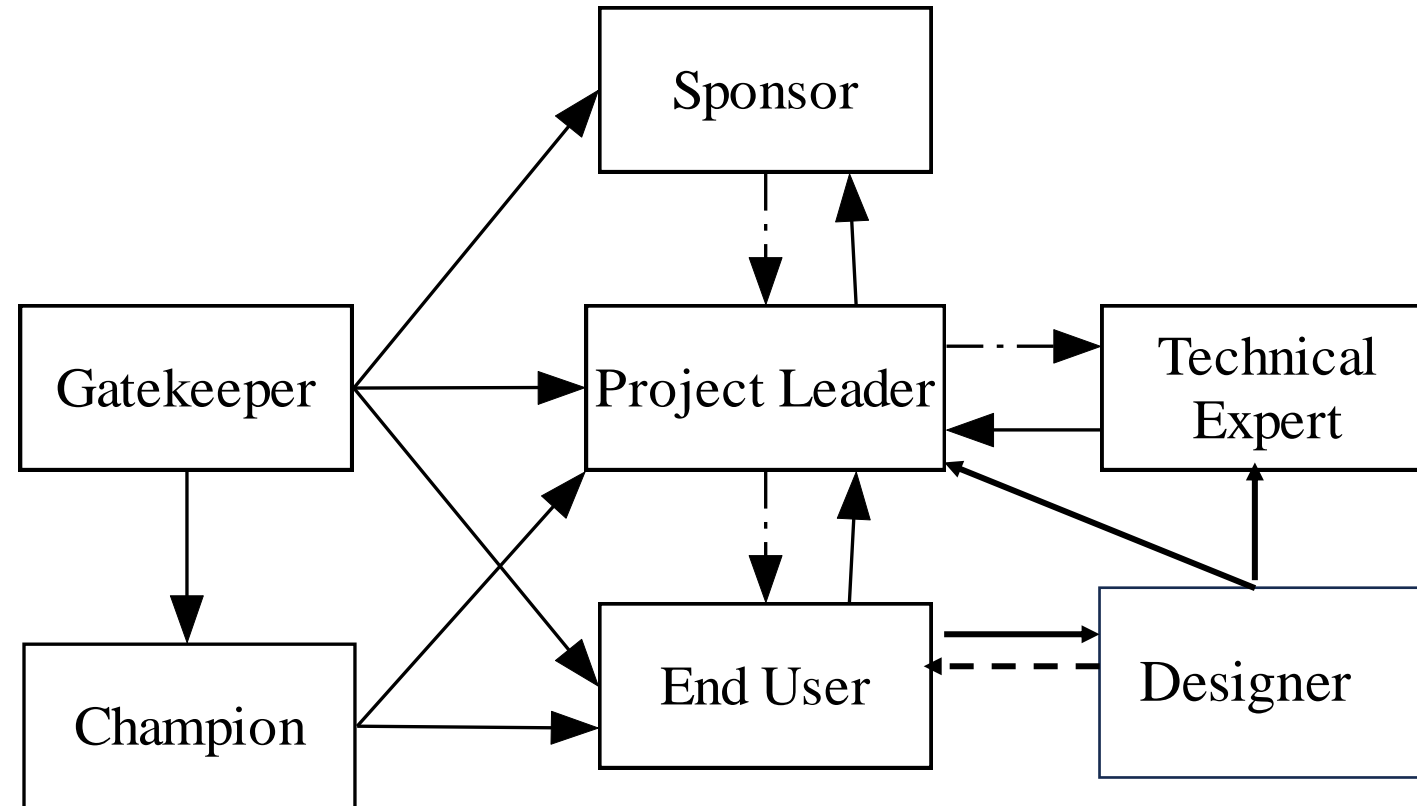 Sponsor
Gatekeeper
Project Leader
Technical
Expert
Champion
End User
Designer